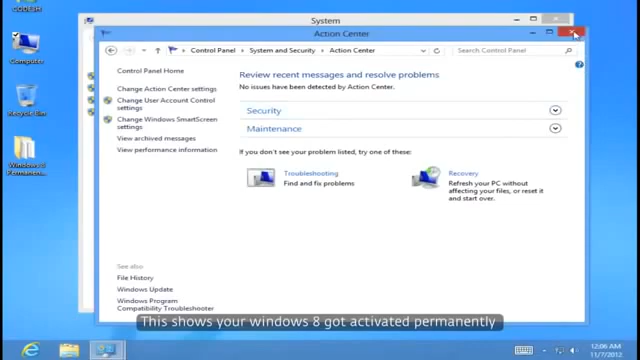 CODE5H
System
Action Center
Control Panel
System and Security
Action Center
Search Control Panel
Computer
Recycle Bin
Windows 8
Permanen...
Control Panel Home
Change Action Center settings
Change User Account Control
settings
Change Windows SmartScreen
settings
View archived messages
View performance information
Review recent messages and resolve problems
No issues have been detected by Action Center.
Security
Maintenance
If you don't see your problem listed, try one of these:
Troubleshooting
Find and fix problems
Recovery
Refresh your PC without
affecting your files, or reset it
and start over.
See also
File History
Windows Update
Windows Program
Compatibility Troubleshooter
This shows your windows 8 got activated permanently
12:06 AM
11/7/2012